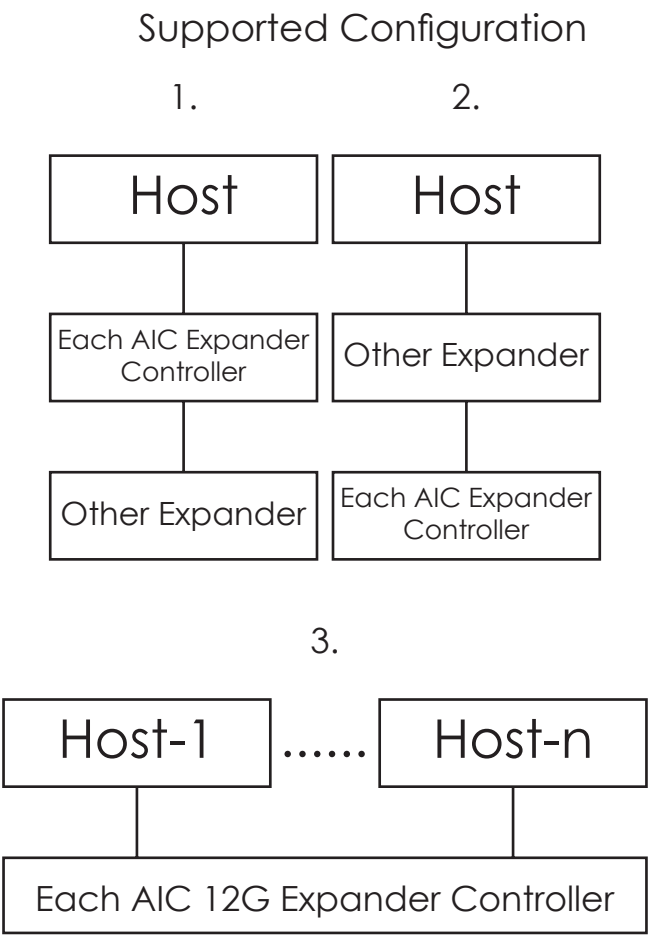 Supported Configuration
1.
2.
Host
Host
Each AIC Expander
Controller
Other Expander
Other Expander
Each AIC Expander
Controller
3.
Host-1
......
Host-n
Each AIC 12G Expander Controller